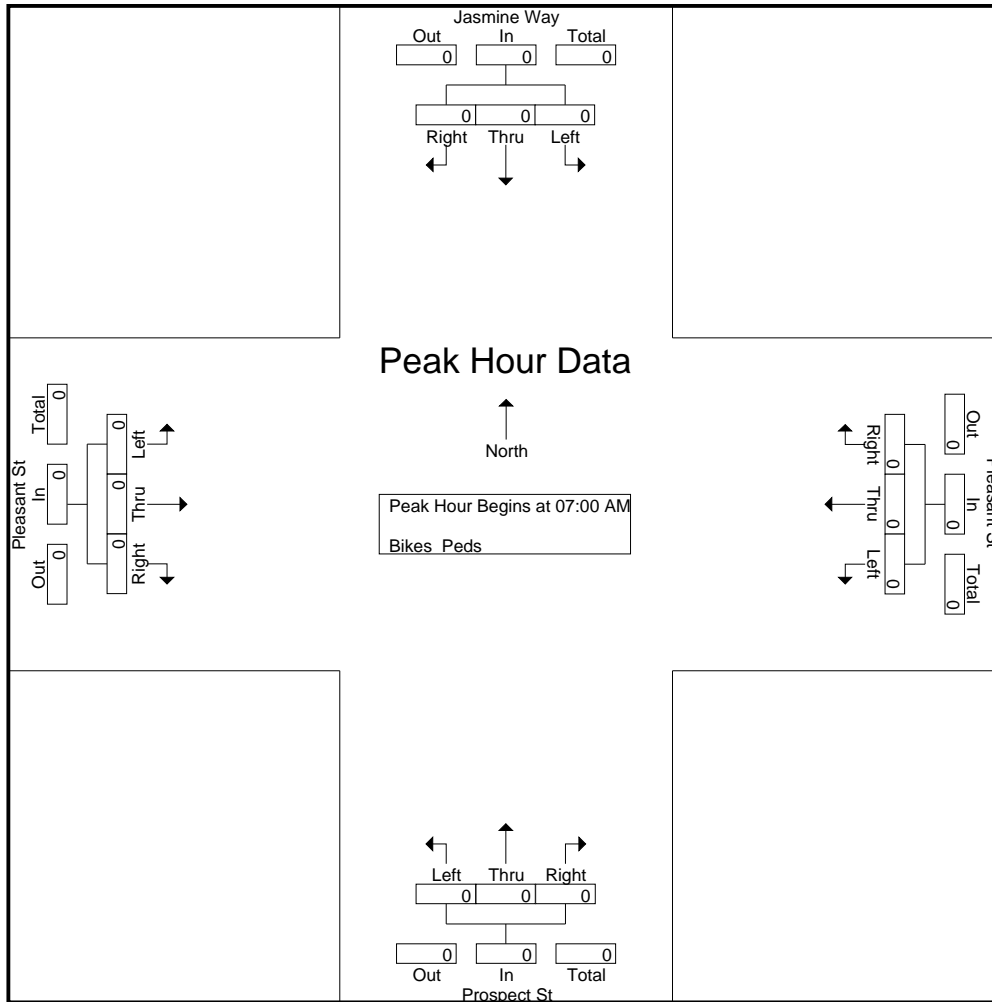 Jasmine Way
Out In Total
0 0 0
0 0 0
Right Thru Left
Peak Hour Data
North
Peak Hour Begins at 07:00 AM
Bikes Peds
Pleasant St
Total In Out
0 0 0
0 0 0
Left Thru Right
Right Thru Left
0 0 0
0 0 0
Out In Total
Pleasant St
Left Thru Right
0 0 0
0 0 0
Out In Total
Prospect St